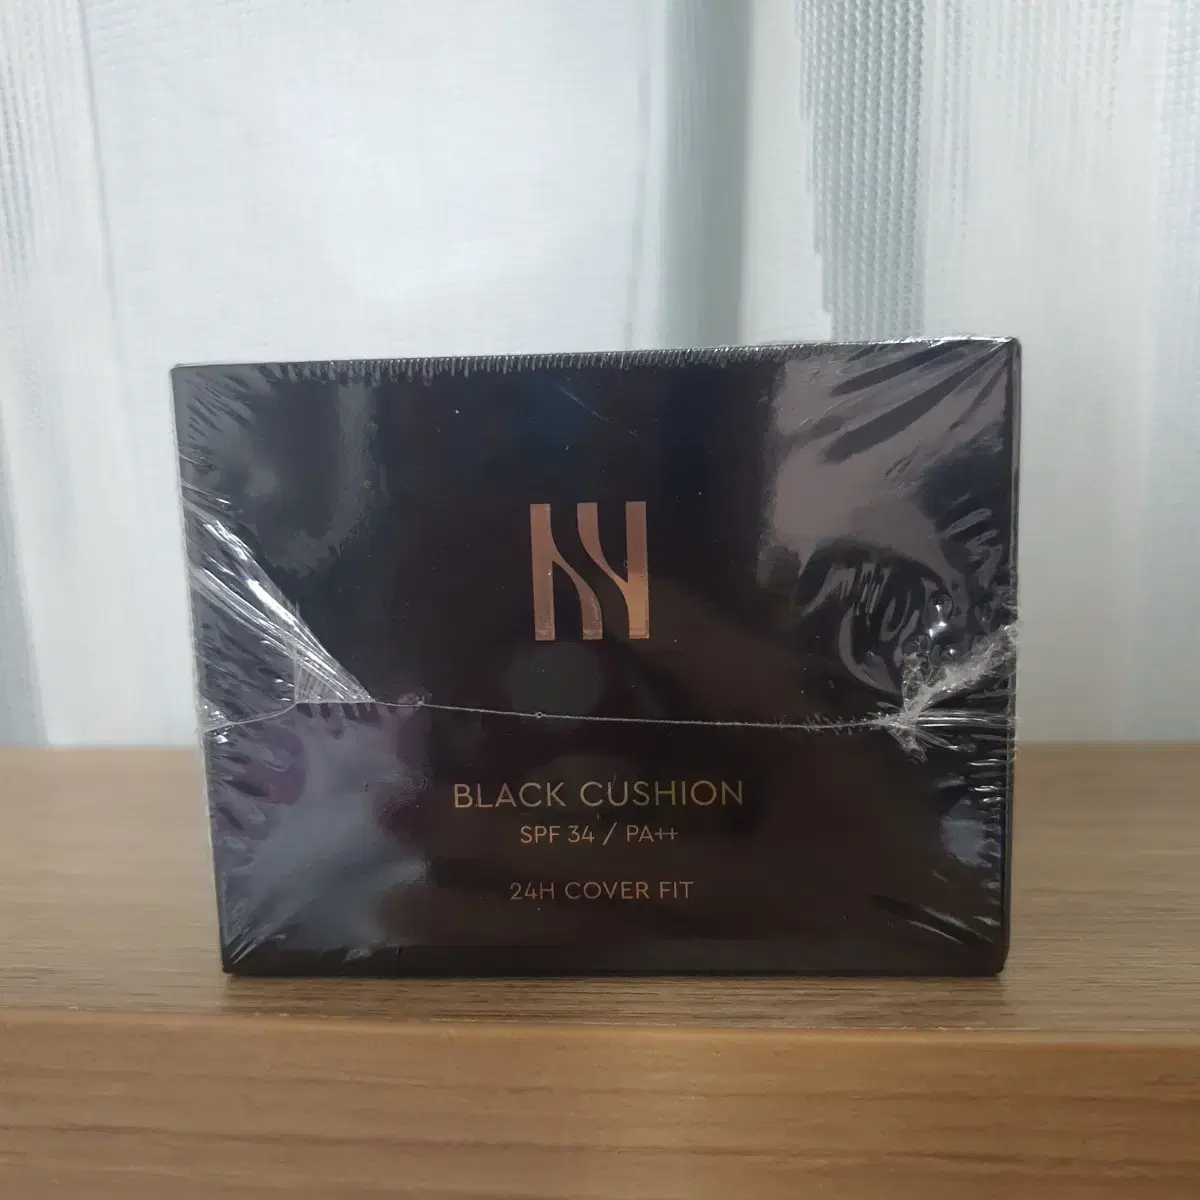 BLACK CUSHION
SPF 34 / PA++
24H COVER FIT